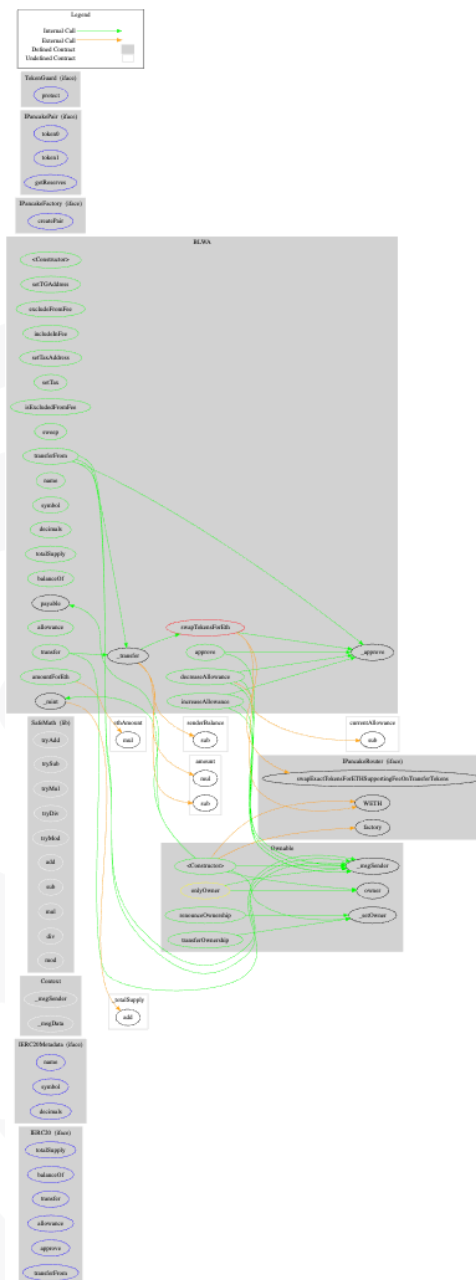 Legend
Internal Call
External Call
Defined Contract
Undefined Contract
TokenGuard (iface)
protect
IPancakePair (iface)
token0
token1
getReserves
IPancakeFactory (iface)
createPair
BLWA
<Constructor>
setTGAddress
excludeFromFee
includeInFee
setTaxAddress
setTax
isExcludedFromFee
sweep
transferFrom
name
symbol
decimals
totalSupply
balanceOf
payable
allowance
swapTokensForEth
transfer
_transfer
approve
_approve
amountForEth
decreaseAllowance
_mint
increaseAllowance
SafeMath (lib)
ethAmount
senderBalance
currentAllowance
tryAdd
mul
sub
sub
trySub
amount
IPancakeRouter (iface)
mul
swapExactTokensForETHSupportingFeeOnTransferTokens
tryMul
sub
WETH
tryDiv
factory
tryMod
Ownable
add
<Constructor>
_msgSender
sub
onlyOwner
owner
mul
renounceOwnership
_setOwner
div
transferOwnership
mod
Context
_msgSender
_totalSupply
_msgData
add
IERC20Metadata (iface)
name
symbol
decimals
IERC20 (iface)
totalSupply
balanceOf
transfer
allowance
approve
transferFrom